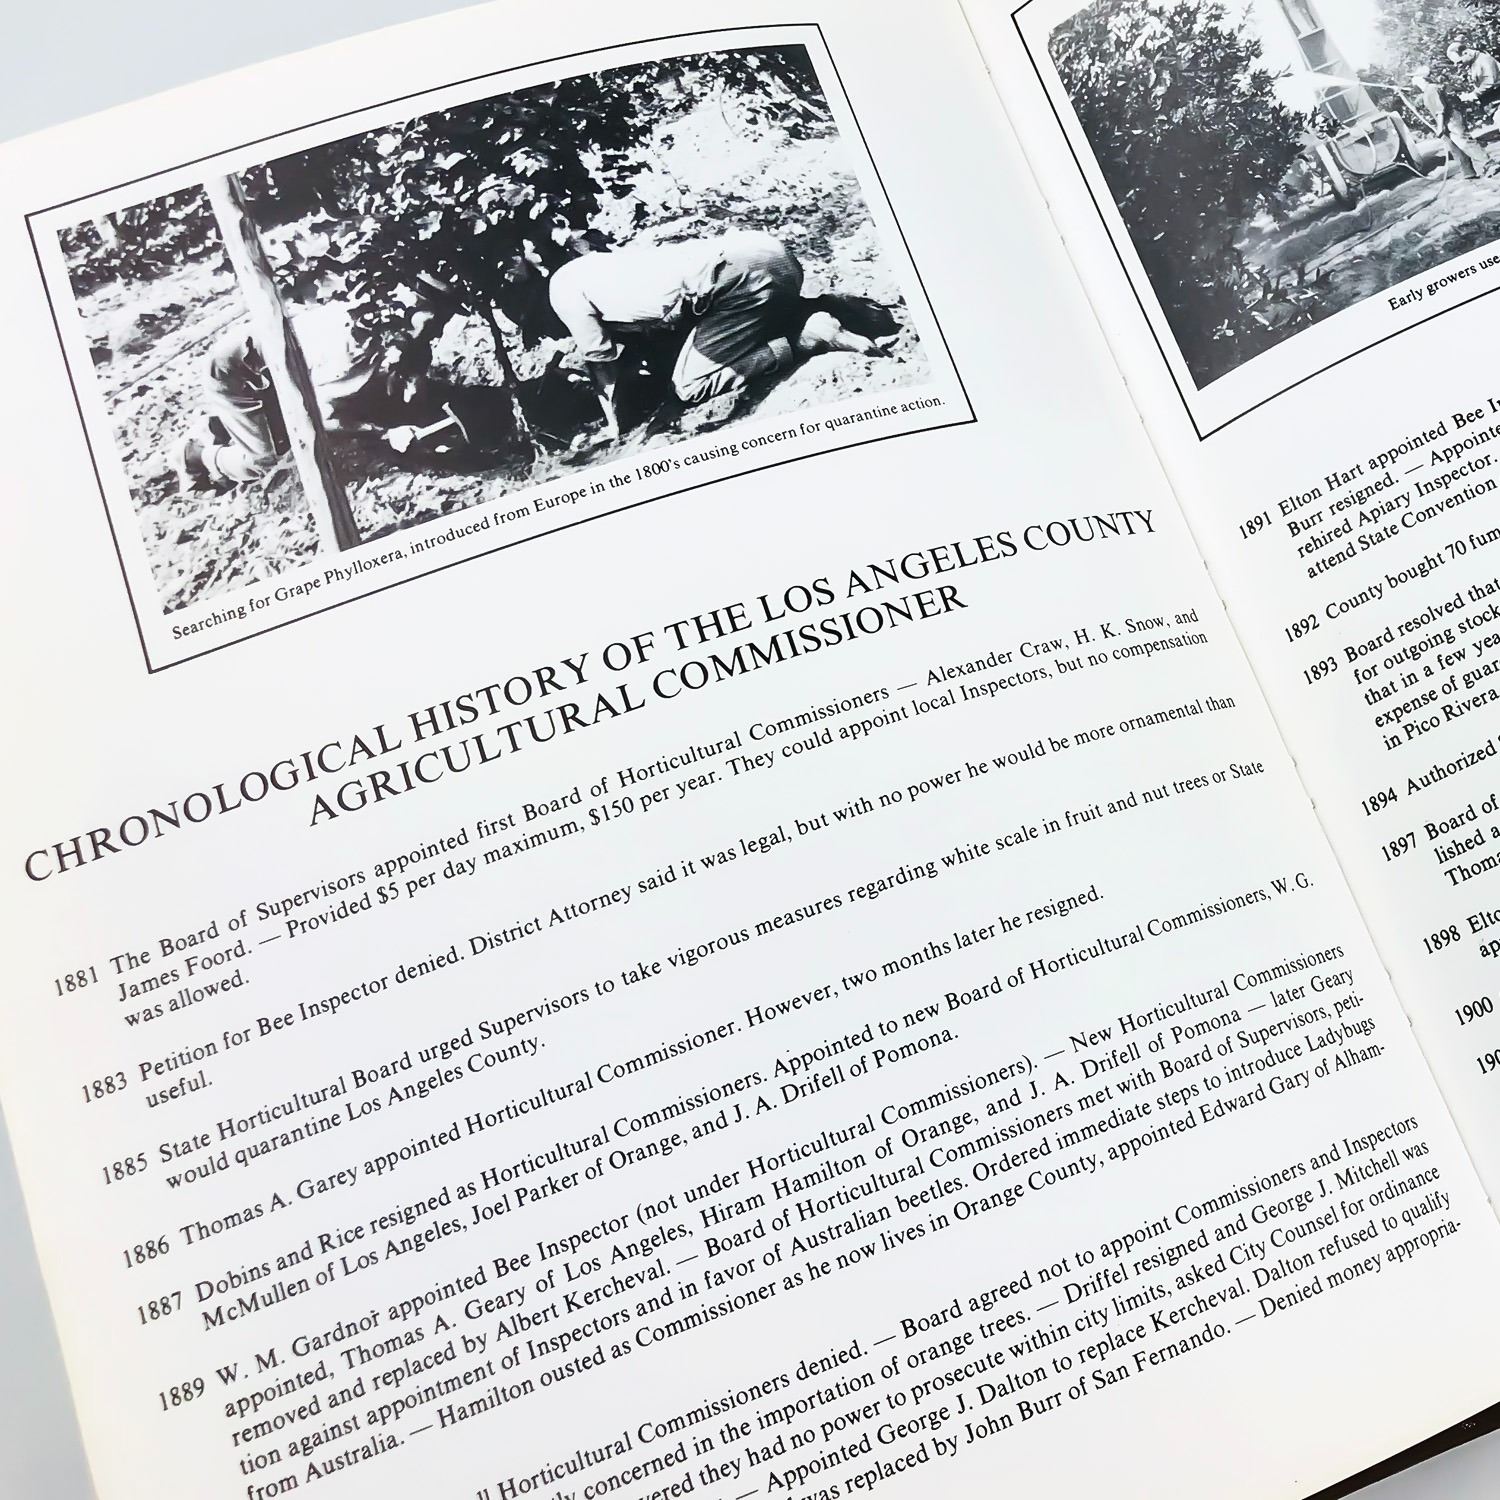 Searching for Grape Phylloxera, introduced from Europe in the 1800's causing concern for quarantine action.
CHRONOLOGICAL HISTORY OF THE LOS ANGELES COUNTY
AGRICULTURAL COMMISSIONER
1881 The Board of Supervisors appointed first Board of Horticultural Commissioners — Alexander Craw, H. K. Snow, and
James Foord. — Provided $5 per day maximum, $150 per year. They could appoint local Inspectors, but no compensation
was allowed.
1883 Petition for Bee Inspector denied. District Attorney said it was legal, but with no power he would be more ornamental than
useful.
1885 State Horticultural Board urged Supervisors to take vigorous measures regarding white scale in fruit and nut trees or State
would quarantine Los Angeles County.
1886 Thomas A. Garey appointed Horticultural Commissioner. However, two months later he resigned.
1887 Dobins and Rice resigned as Horticultural Commissioners. Appointed to new Board of Horticultural Commissioners, W. G.
McMullen of Los Angeles, Joel Parker of Orange, and J. A. Drifell of Pomona.
1889 W. M. Gardnor appointed Bee Inspector (not under Horticultural Commissioners). — New Horticultural Commissioners
appointed, Thomas A. Geary of Los Angeles, Hiram Hamilton of Orange, and J. A. Drifell of Pomona — later Geary
removed and replaced by Albert Kercheval. — Board of Horticultural Commissioners met with Board of Supervisors, peti-
tion against appointment of Inspectors and in favor of Australian beetles. Ordered immediate steps to introduce Ladybugs
from Australia. — Hamilton ousted as Commissioner as he now lives in Orange County, appointed Edward Gary of Alham-
Horticultural Commissioners denied. — Board agreed not to appoint Commissioners and Inspectors
concerned in the importation of orange trees. — Driffel resigned and George J. Mitchell was
they had no power to prosecute within city limits, asked City Counsel for ordinance
— Appointed George J. Dalton to replace Kercheval. Dalton refused to qualify
was replaced by John Burr of San Fernando. — Denied money appropria-
Early growers use
1891 Elton Hart appointed Bee
Burr resigned. — Appointe
rehired Apiary Inspector.
attend State Convention
1892 County bought 70 fum
1893 Board resolved that
for outgoing stock
that in a few yea
expense of guar
in Pico Rivera
1894 Authorized
1897 Board of
lished a
Thoma
1898 Elto
ap
1900
190